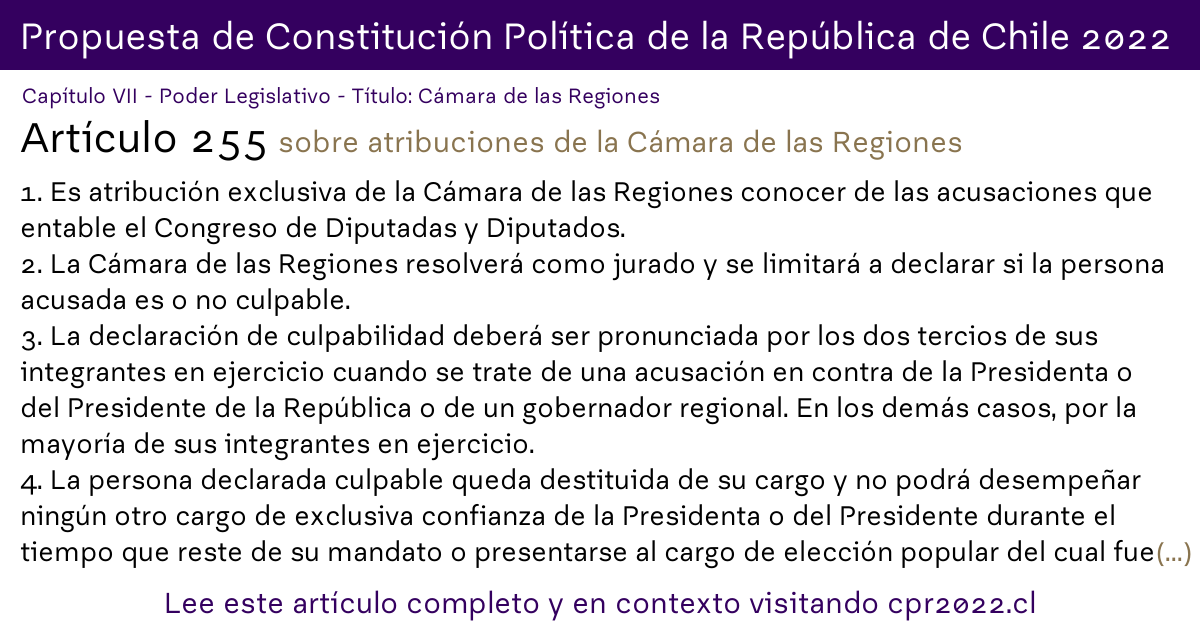 Propuesta de Constitución Política de la República de Chile 2022
Capítulo VII - Poder Legislativo - Título: Cámara de las Regiones
Artículo 255 sobre atribuciones de la Cámara de las Regiones
1. Es atribución exclusiva de la Cámara de las Regiones conocer de las acusaciones que
entable el Congreso de Diputadas y Diputados.
2. La Cámara de las Regiones resolverá como jurado y se limitará a declarar si la persona
acusada es o no culpable.
3. La declaración de culpabilidad deberá ser pronunciada por los dos tercios de sus
integrantes en ejercicio cuando se trate de una acusación en contra de la Presidenta o
del Presidente de la República o de un gobernador regional. En los demás casos, por la
mayoría de sus integrantes en ejercicio.
4. La persona declarada culpable queda destituida de su cargo y no podrá desempeñar
ningún otro cargo de exclusiva confianza de la Presidenta o del Presidente durante el
tiempo que reste de su mandato o presentarse al cargo de elección popular del cual fue(...)
Lee este artículo completo y en contexto visitando cpr2022.cl